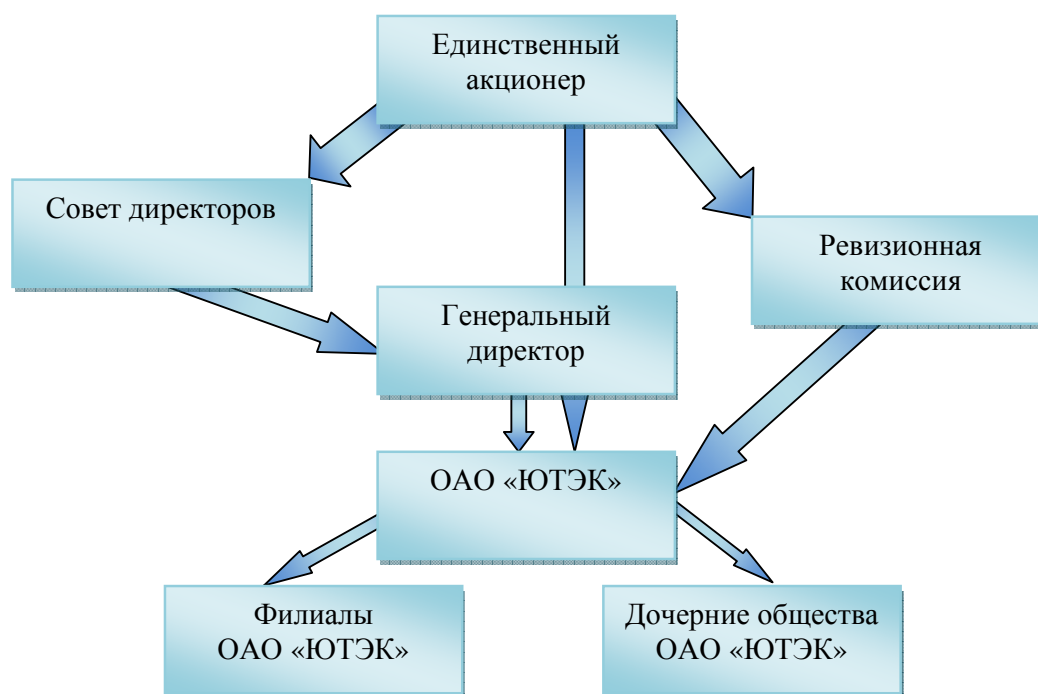 Единственный
акционер
Совет директоров
Ревизионная
комиссия
Генеральный
директор
ОАО «ЮТЭК»
Филиалы
ОАО «ЮТЭК»
Дочерние общества
ОАО «ЮТЭК»